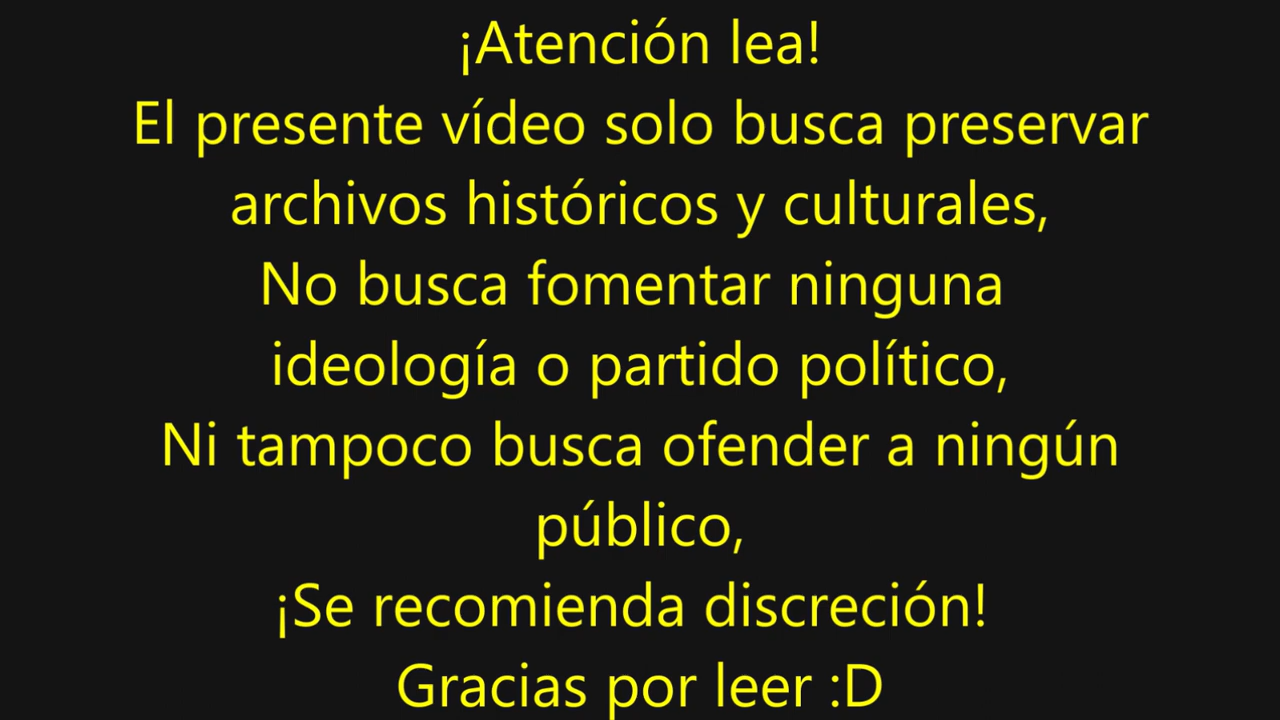 ¡Atención lea!
El presente vídeo solo busca preservar
archivos históricos y culturales,
No busca fomentar ninguna
ideología o partido político,
Ni tampoco busca ofender a ningún
público,
¡Se recomienda discreción!
Gracias por leer :D